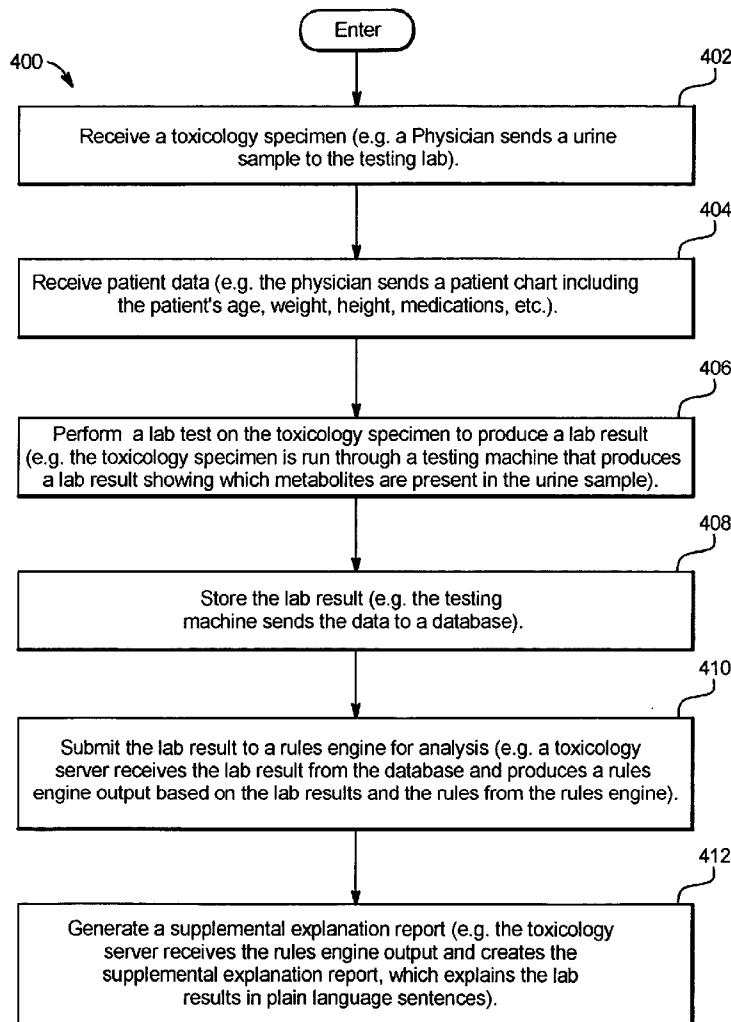 Enter
400
402
Receive a toxicology specimen (e.g. a Physician sends a urine
sample to the testing lab).
404
Receive patient data (e.g. the physician sends a patient chart including
the patient's age, weight, height, medications, etc.).
406
Perform a lab test on the toxicology specimen to produce a lab result
(e.g. the toxicology specimen is run through a testing machine that produces
a lab result showing which metabolites are present in the urine sample).
408
Store the lab result (e.g. the testing
machine sends the data to a database).
410
Submit the lab result to a rules engine for analysis (e.g. a toxicology
server receives the lab result from the database and produces a rules
engine output based on the lab results and the rules from the rules engine).
412
Generate a supplemental explanation report (e.g. the toxicology
server receives the rules engine output and creates the
supplemental explanation report, which explains the lab
results in plain language sentences).